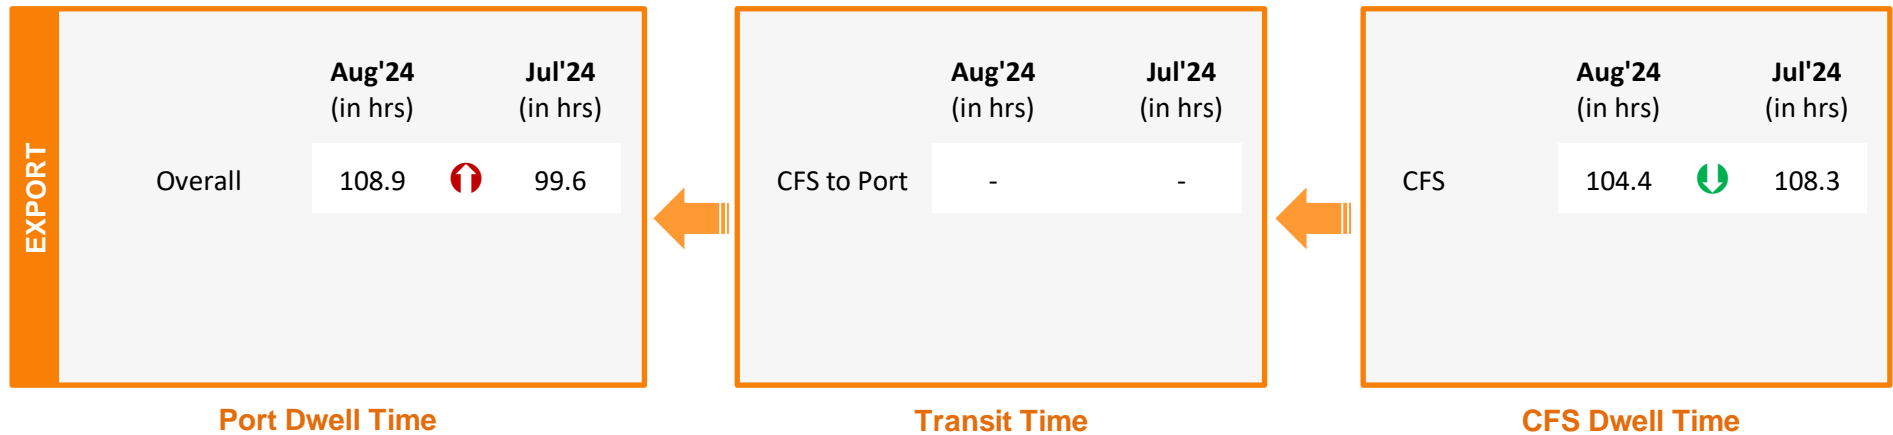 EXPORT
Aug'24 Jul'24
(in hrs) (in hrs)
Overall 108.9 99.6
Port Dwell Time
Aug'24 Jul'24
(in hrs) (in hrs)
CFS to Port - -
Transit Time
Aug'24 Jul'24
(in hrs) (in hrs)
CFS 104.4 108.3
CFS Dwell Time